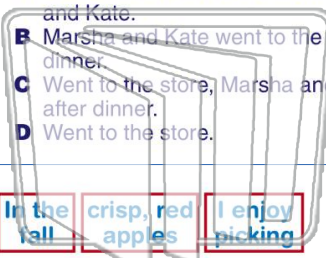 and Kate.
B Marsha and Kate went to the
dinner.
C Went to the store, Marsha an
after dinner.
D Went to the store.
In the fall
crisp, red apples
I enjoy picking